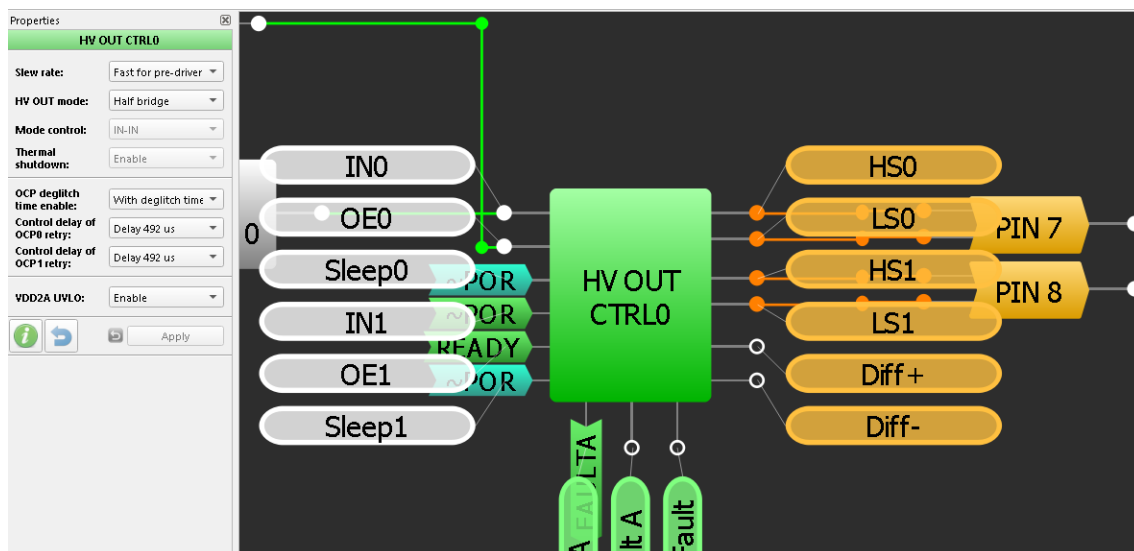 Properties
HV OUT CTRL0
Slew rate: Fast for pre-driver
HV OUT mode: Half bridge
Mode control: IN-IN
Thermal
shutdown: Enable
OCP deglitch
time enable: With deglitch time
Control delay of
OCP0 retry: Delay 492 us
Control delay of
OCP1 retry: Delay 492 us
VDD2A UVLO: Enable
Apply
0
IN0
OE0
Sleep0
IN1
OE1
Sleep1
~POR
~POR
READY
~POR
HV OUT
CTRL0
HS0
LS0
HS1
LS1
Diff+
Diff-
PIN 7
PIN 8
A
FAULTA
lt A
Fault